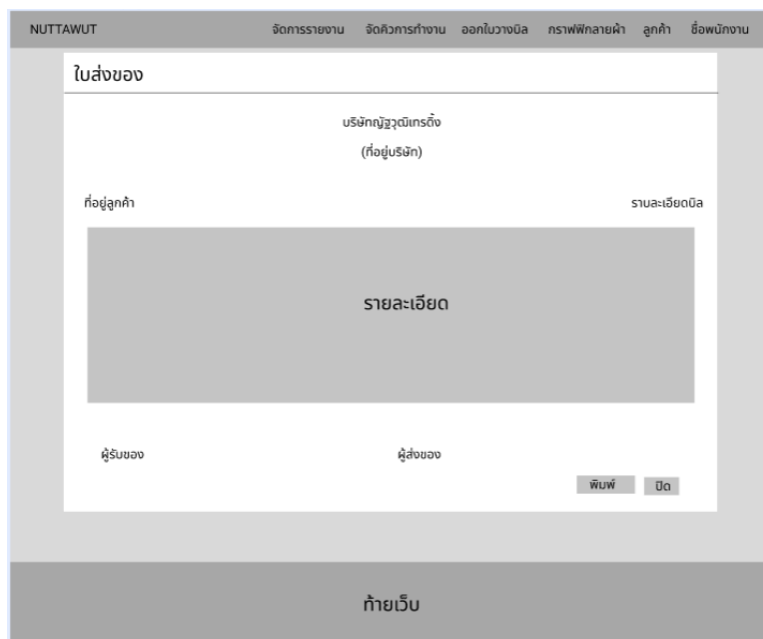 NUTTAWUT จัดการรายงาน จัดคิวการทำงาน ออกใบวางบิล กราฟฟิกลายผ้า ลูกค้า ชื่อพนักงาน
ใบส่งของ
บริษัทณัฐวุฒิเทรดิ้ง
(ที่อยู่บริษัท)
ที่อยู่ลูกค้า รายละเอียดบิล
รายละเอียด
ผู้รับของ ผู้ส่งของ
พิมพ์ ปิด
ท้ายเว็บ